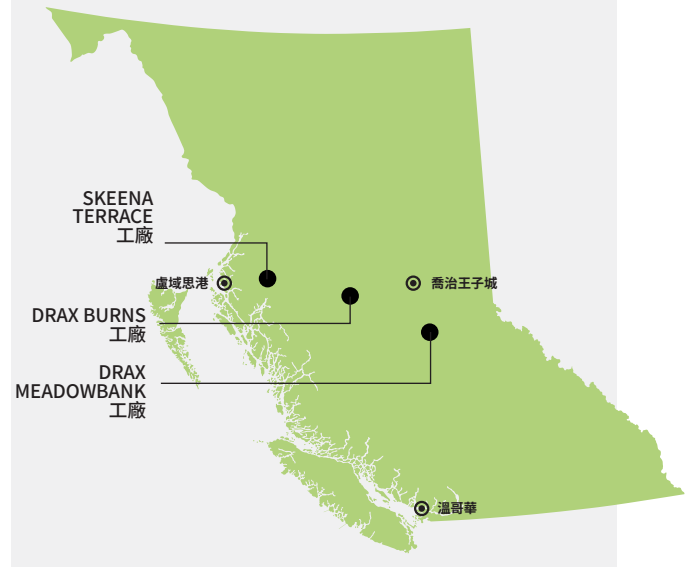 SKEENA
TERRACE
工廠
盧域思港
喬治王子城
DRAX BURNS
工廠
DRAX
MEADOWBANK
工廠
溫哥華